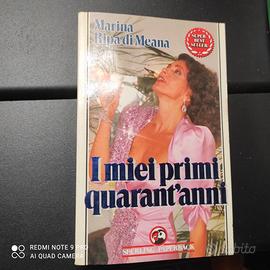 Marina
Ripa di Meana
SUPER
BEST
SELLER
I miei primi
quarant'anni
SPERLING PAPERBACK
REDMI NOTE 9 PRO
AI QUAD CAMERA
subito